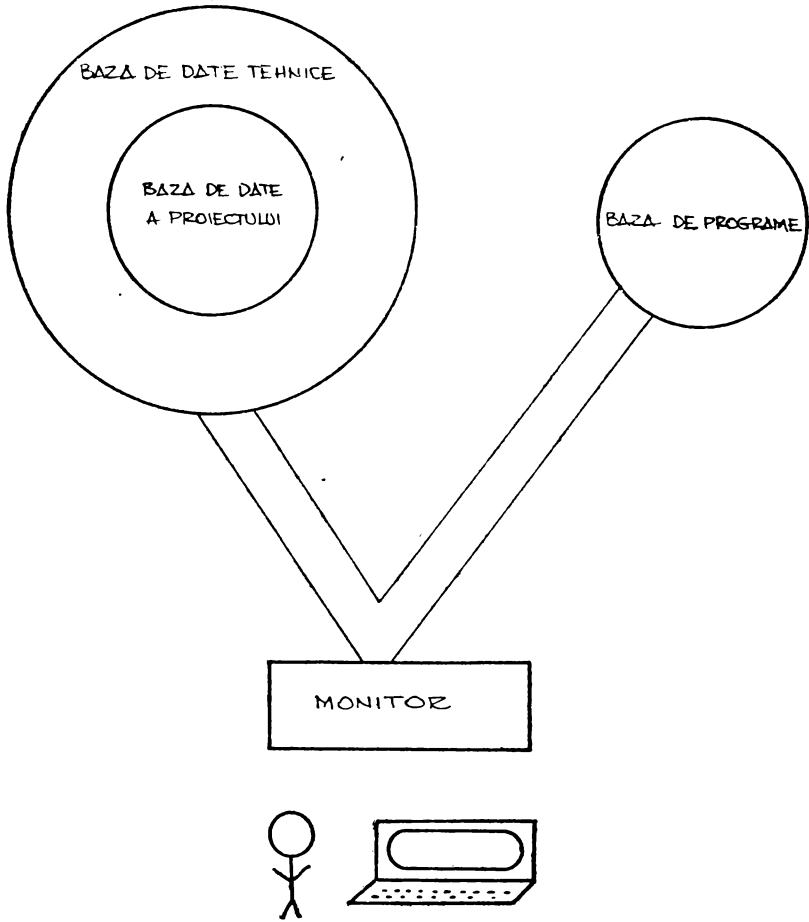 BAZA DE DATE TEHNICE
BAZA DE DATE
A PROIECTULUI
BAZA DE PROGRAME
MONITOR